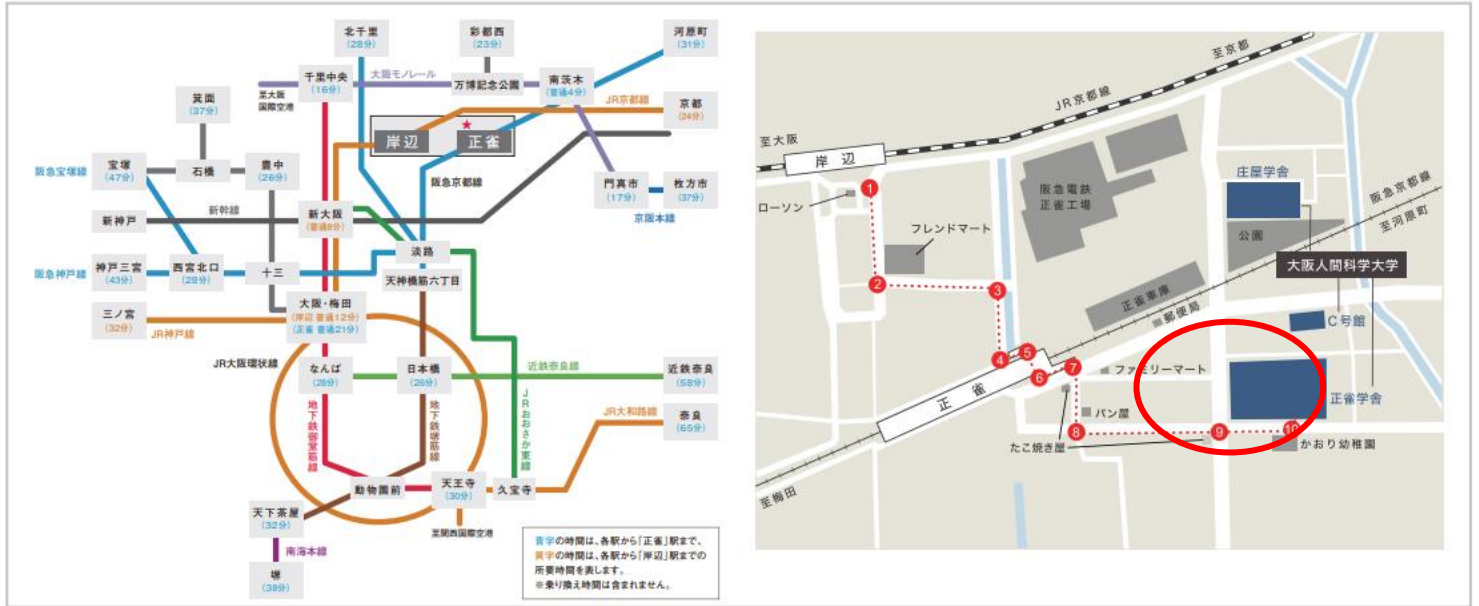 北千里
(28分)
彩都西
(23分)
河原町
(31分)
千里中央
(16分)
大阪モノレール
万博記念公園
南茨木
(普通4分)
至大阪
国際空港
箕面
(37分)
JR京都線
京都
(24分)
★
岸辺
正雀
阪急宝塚線
宝塚
(47分)
石橋
豊中
(26分)
阪急京都線
門真市
(17分)
枚方市
(37分)
京阪本線
新神戸
新幹線
新大阪
(普通8分)
淡路
阪急神戸線
神戸三宮
(43分)
西宮北口
(28分)
十三
天神橋筋六丁目
三ノ宮
(32分)
JR神戸線
大阪・梅田
(岸辺 普通12分)
(正雀 普通21分)
JR大阪環状線
なんば
(28分)
日本橋
(26分)
近鉄奈良線
近鉄奈良
(58分)
地下鉄御堂筋線
地下鉄堺筋線
JRおおさか東線
JR大和路線
奈良
(65分)
動物園前
天王寺
(30分)
久宝寺
天下茶屋
(32分)
至関西国際空港
南海本線
堺
(38分)
青字の時間は、各駅から「正雀」駅まで、
黄字の時間は、各駅から「岸辺」駅までの
所要時間を表します。
※乗り換え時間は含まれません。
至京都
JR京都線
至大阪
岸辺
1
ローソン
阪急電鉄
正雀工場
庄屋学舎
阪急京都線
至河原町
フレンドマート
公園
2
3
大阪人間科学大学
正雀車庫
郵便局
C号館
4
5
6
7
ファミリーマート
正雀
パン屋
正雀学舎
8
9
10
たこ焼き屋
かおり幼稚園
至梅田